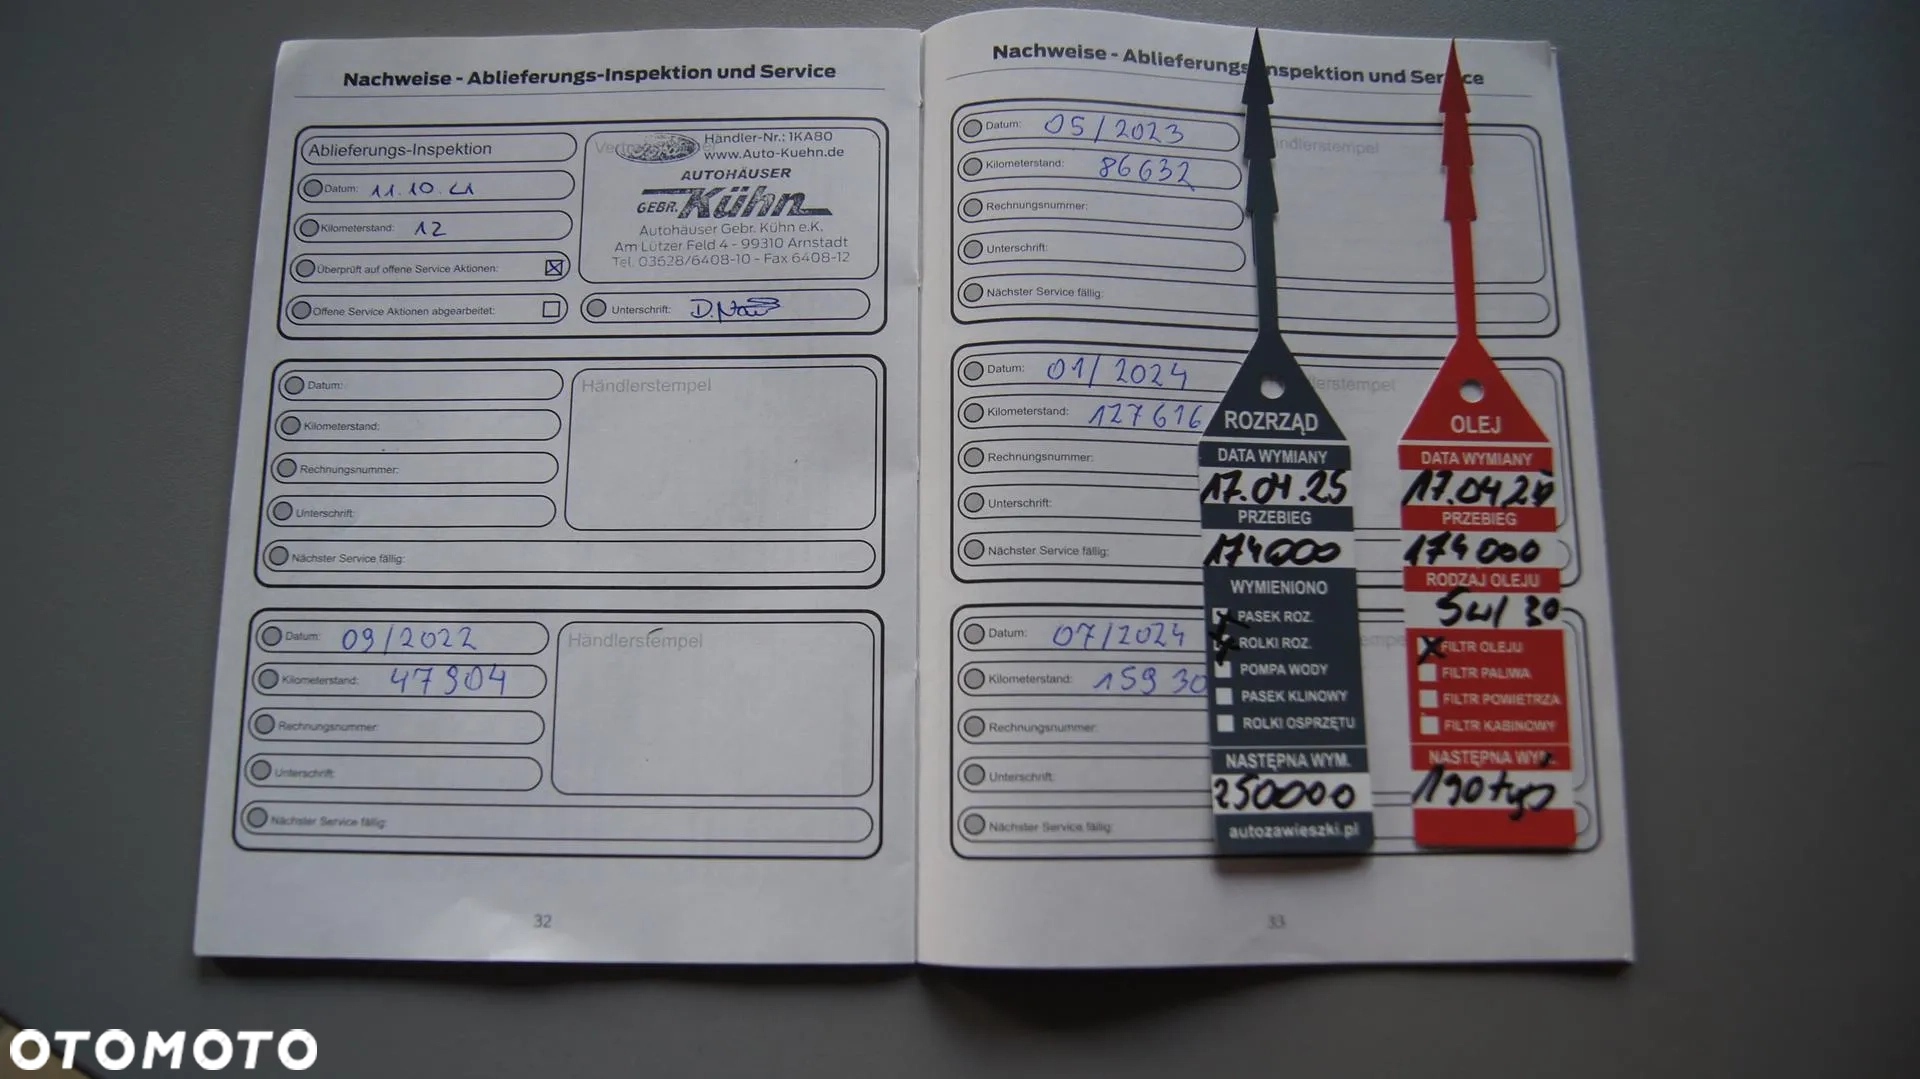 Nachweise - Ablieferungs-Inspektion und Service
Ablieferungs-Inspektion
Datum: 11.10.21
Kilometerstand: 12
Überprüft auf offene Service Aktionen:
Offene Service Aktionen abgearbeitet:
Händler-Nr.: 1KA80
www.Auto-Kuehn.de
AUTOHÄUSER
GEBR. Kühn
Autohäuser Gebr. Kühn e.K.
Am Lützer Feld 4 - 99310 Arnstadt
Tel. 03628/6408-10 - Fax 6408-12
Unterschrift:
Datum:
Kilometerstand:
Rechnungsnummer:
Unterschrift:
Nächster Service fällig:
Händlerstempel
Datum: 09/2022
Kilometerstand: 47904
Rechnungsnummer:
Unterschrift:
Nächster Service fällig:
Händlerstempel
32
Nachweise - Ablieferungs-Inspektion und Service
Datum: 05/2023
Kilometerstand: 86632
Rechnungsnummer:
Unterschrift:
Nächster Service fällig:
Datum: 01/2024
Kilometerstand: 127616
Rechnungsnummer:
Unterschrift:
Nächster Service fällig:
Datum: 07/2024
Kilometerstand: 159 30
Rechnungsnummer:
Unterschrift:
Nächster Service fällig:
33
ROZRZĄD
DATA WYMIANY
17.04.25
PRZEBIEG
174000
WYMIENIONO
PASEK ROZ.
ROLKI ROZ.
POMPA WODY
PASEK KLINOWY
ROLKI OSPRZĘTU
NASTĘPNA WYM.
250000
autozawieszki.pl
OLEJ
DATA WYMIANY
PRZEBIEG
174000
RODZAJ OLEJU
5w/30
FILTR OLEJU
FILTR PALIWA
FILTR POWIETRZA
FILTR KABINOWY
NASTĘPNA WYM.
190 tyś
OTOMOTO